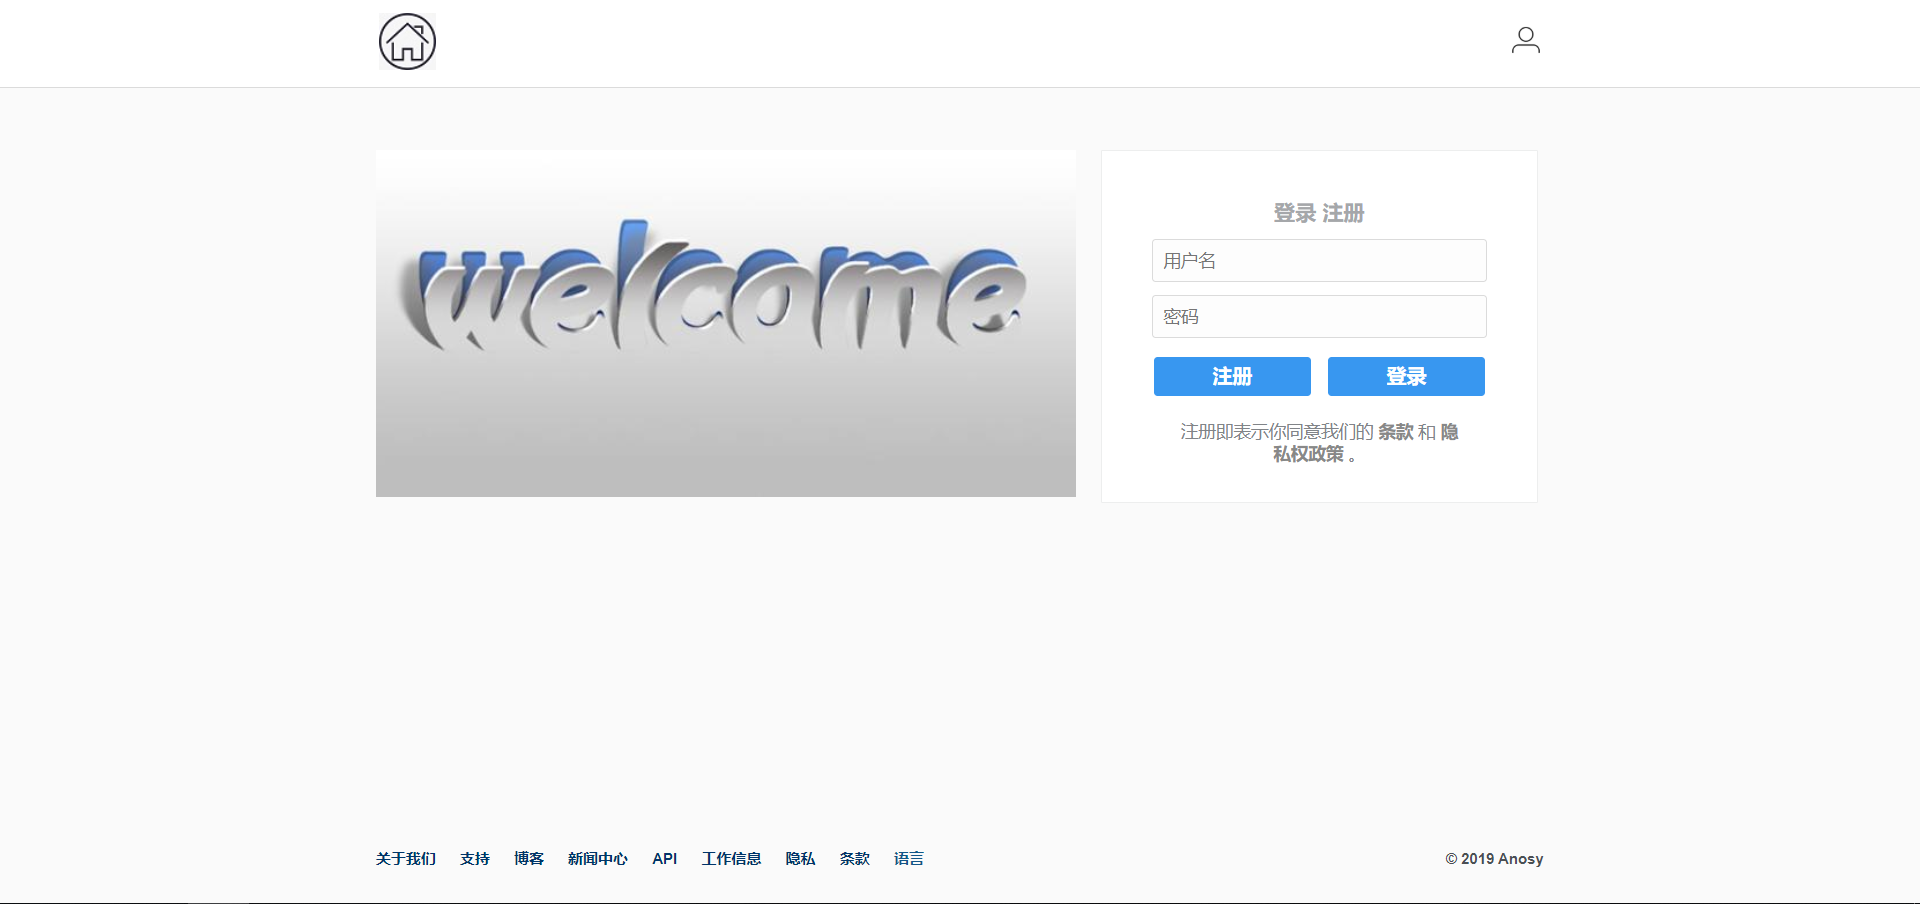 welcome
登录 注册
用户名
密码
注册 登录
注册即表示你同意我们的 条款 和 隐
私权政策 。
关于我们 支持 博客 新闻中心 API 工作信息 隐私 条款 语言 © 2019 Anosy